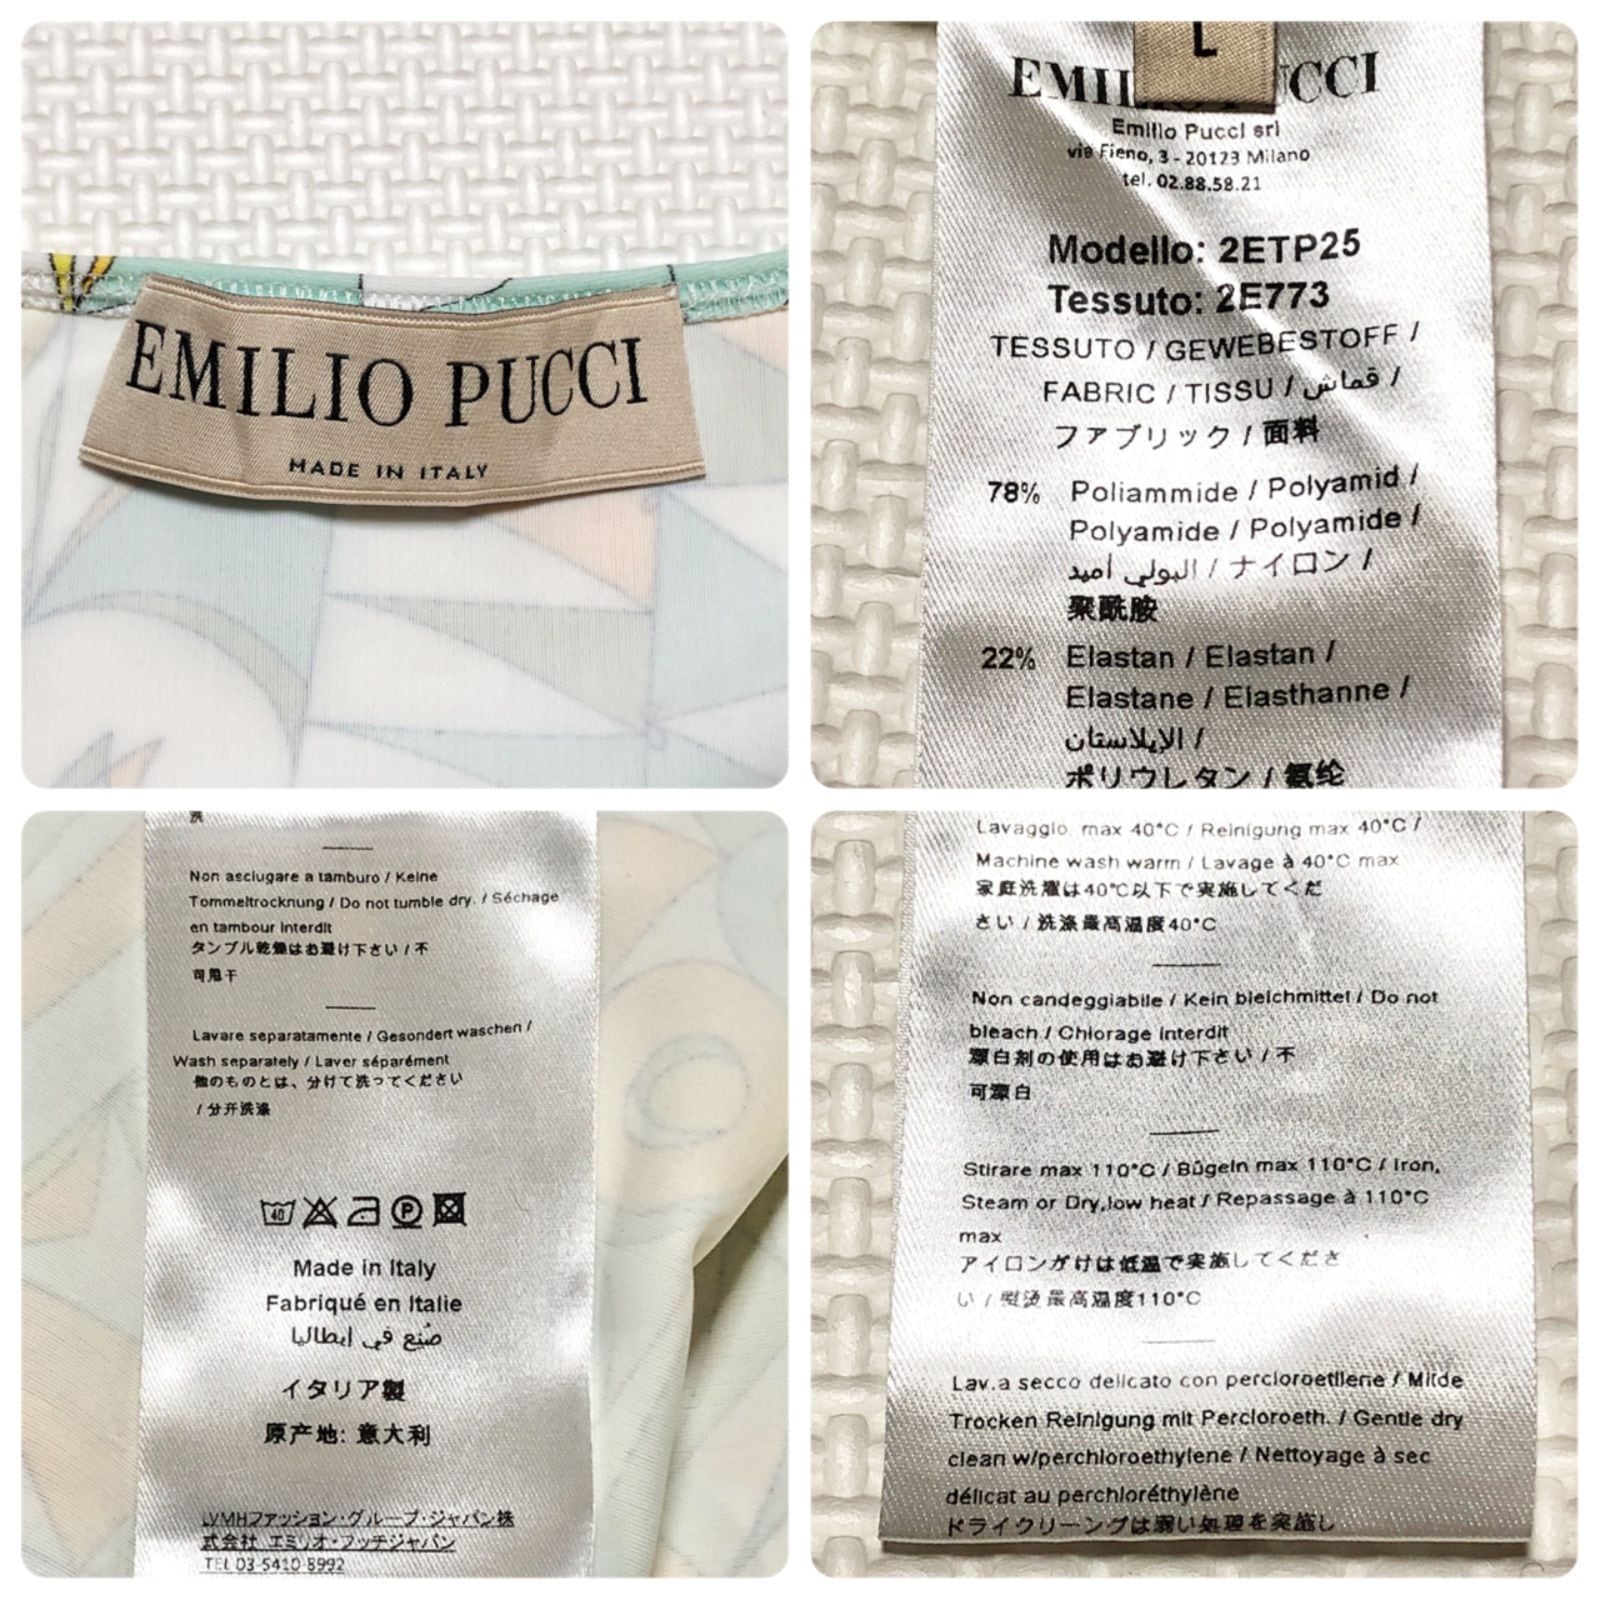 EMILIO PUCCI
MADE IN ITALY
L
EMILIO PUCCI
Emilio Pucci srl
via Fieno, 3 - 20123 Milano
tel. 02.88.58.21
Modello: 2ETP25
Tessuto: 2E773
TESSUTO / GEWEBESTOFF /
FABRIC / TISSU / قماش /
ファブリック / 面料
78% Poliammide / Polyamid /
Polyamide / Polyamide /
البولي أميد / ナイロン /
聚酰胺
22% Elastan / Elastan /
Elastane / Elasthanne /
الإيلاستان /
ポリウレタン / 氨纶
洗
Non asciugare a tamburo / Keine
Tommeltrocknung / Do not tumble dry. / Séchage
en tambour interdit
タンブル乾燥はお避け下さい / 不
可甩干
Lavare separatamente / Gesondert waschen /
Wash separately / Laver séparément
他のものとは、分けて洗ってください
/ 分开洗涤
40 P
Made in Italy
Fabriqué en Italie
صُنع في إيطاليا
イタリア製
原产地: 意大利
LVMHファッション・グループ・ジャパン株
式会社 エミリオ・プッチジャパン
TEL 03-5410-8992
Lavaggio max 40°C / Reinigung max 40°C /
Machine wash warm / Lavage à 40°C max
家庭洗濯は40℃以下で実施してくだ
さい / 洗涤最高温度40°C
Non candeggiabile / Kein bleichmittel / Do not
bleach / Chlorage interdit
漂白剤の使用はお避け下さい / 不
可漂白
Stirare max 110°C / Bügeln max 110°C / Iron,
Steam or Dry,low heat / Repassage à 110°C
max
アイロンがけは低温で実施してくださ
い / 熨烫最高温度110°C
Lav.a secco delicato con percloroetilene / Milde
Trocken Reinigung mit Percloroeth. / Gentle dry
clean w/perchloroethylene / Nettoyage à sec
délicat au perchloréthylène
ドライクリーニングは弱い処理を実施し